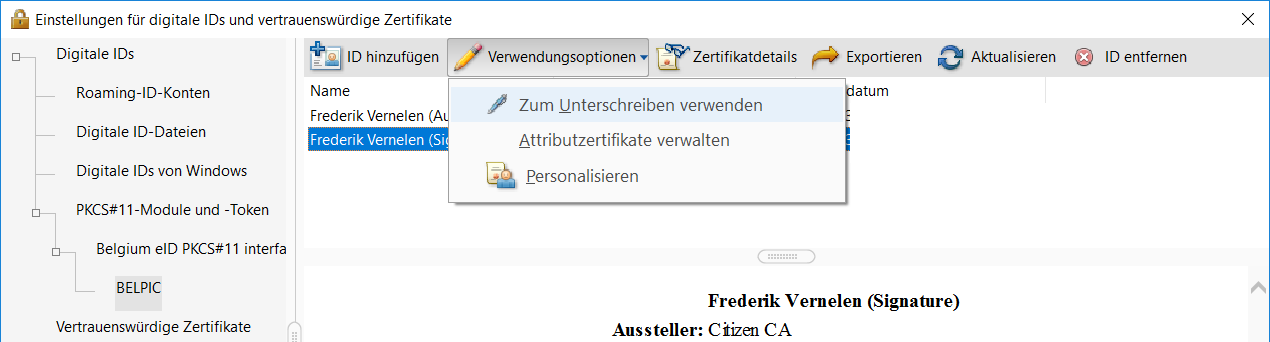 Einstellungen für digitale IDs und vertrauenswürdige Zertifikate
Digitale IDs
Roaming-ID-Konten
Digitale ID-Dateien
Digitale IDs von Windows
PKCS#11-Module und -Token
Belgium eID PKCS#11 interfa
BELPIC
Vertrauenswürdige Zertifikate
ID hinzufügen Verwendungsoptionen Zertifikatdetails Exportieren Aktualisieren ID entfernen
Name datum
Frederik Vernelen (Au
Frederik Vernelen (Sig
Zum Unterschreiben verwenden
Attributzertifikate verwalten
Personalisieren
Frederik Vernelen (Signature)
Aussteller: Citizen CA